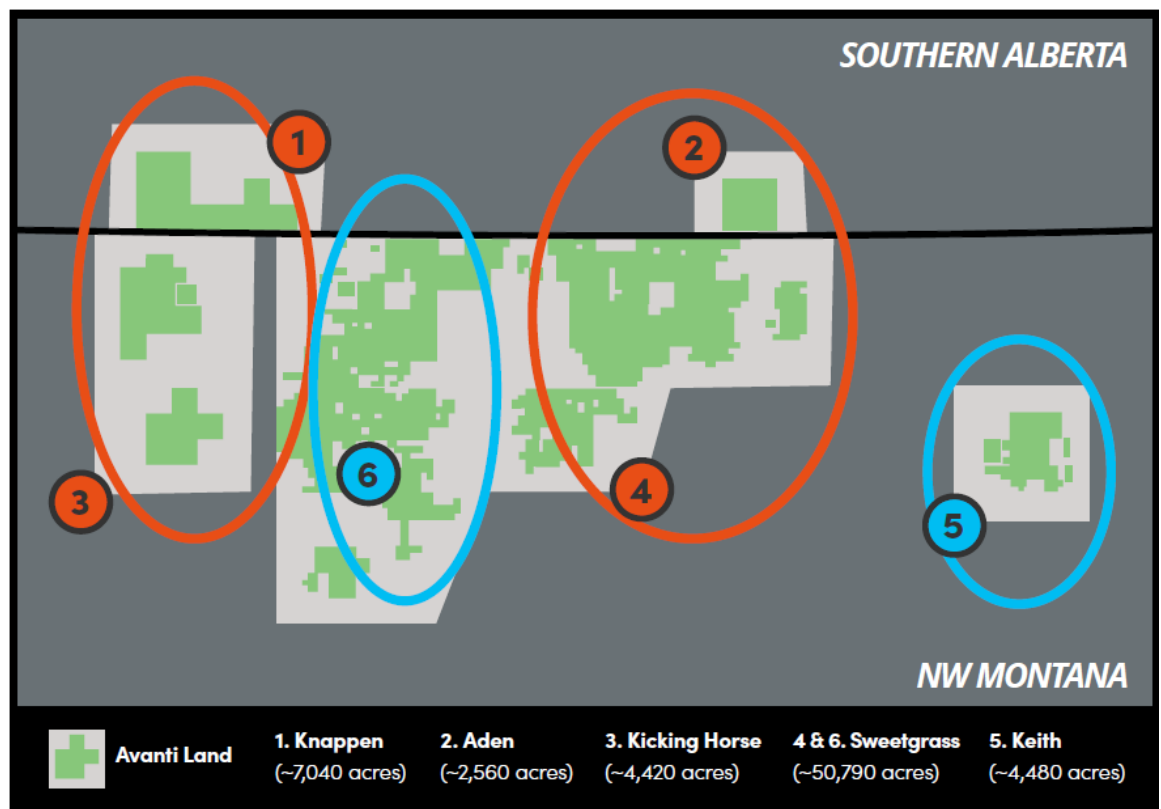 SOUTHERN ALBERTA
1
2
6
3
4
5
NW MONTANA
Avanti Land
1. Knappen
(~7,040 acres)
2. Aden
(~2,560 acres)
3. Kicking Horse
(~4,420 acres)
4 & 6. Sweetgrass
(~50,790 acres)
5. Keith
(~4,480 acres)